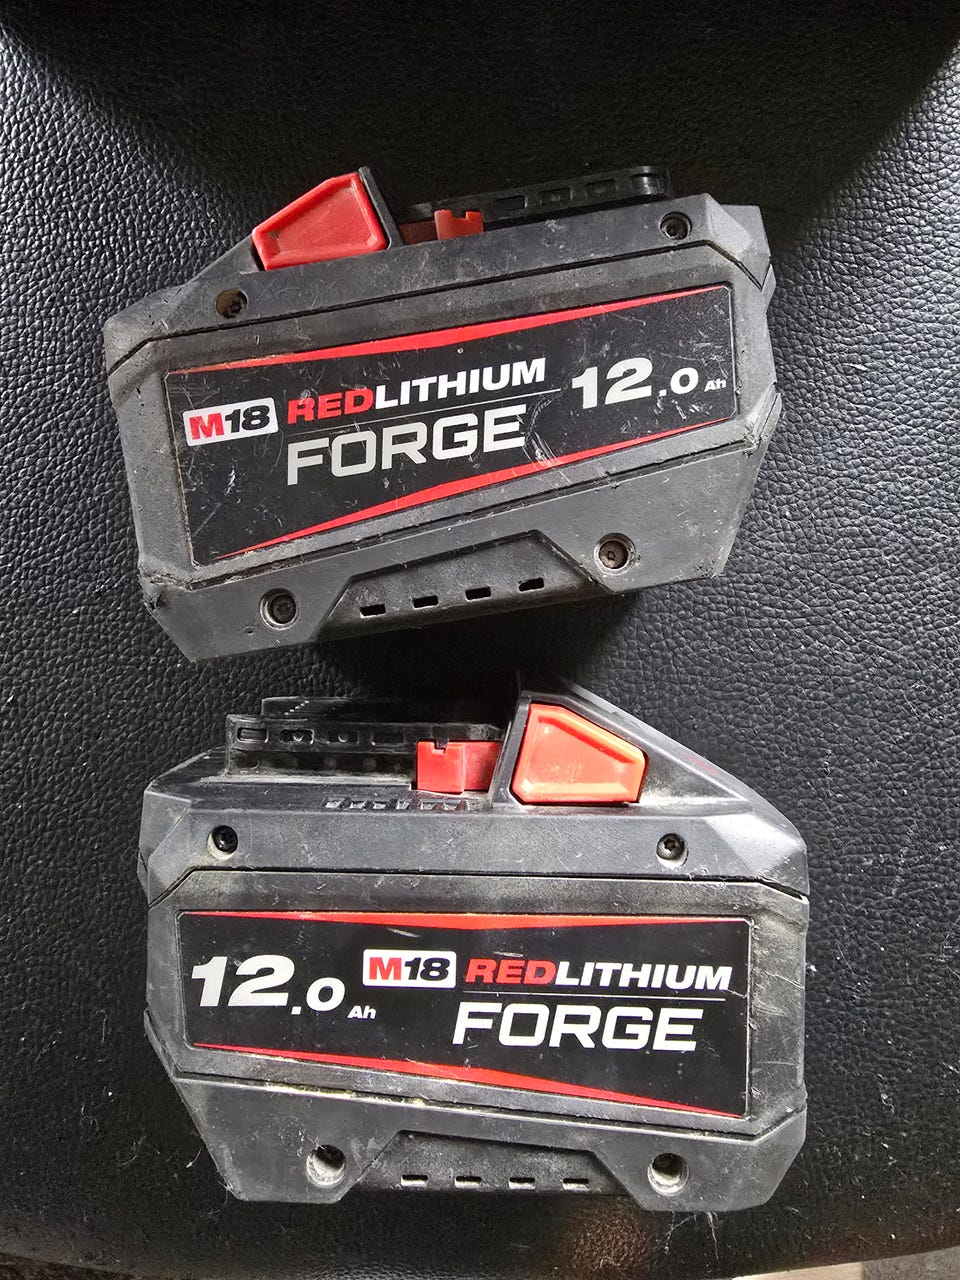 M18 REDLITHIUM 12.0 Ah
FORGE
12.0 Ah M18 REDLITHIUM
FORGE